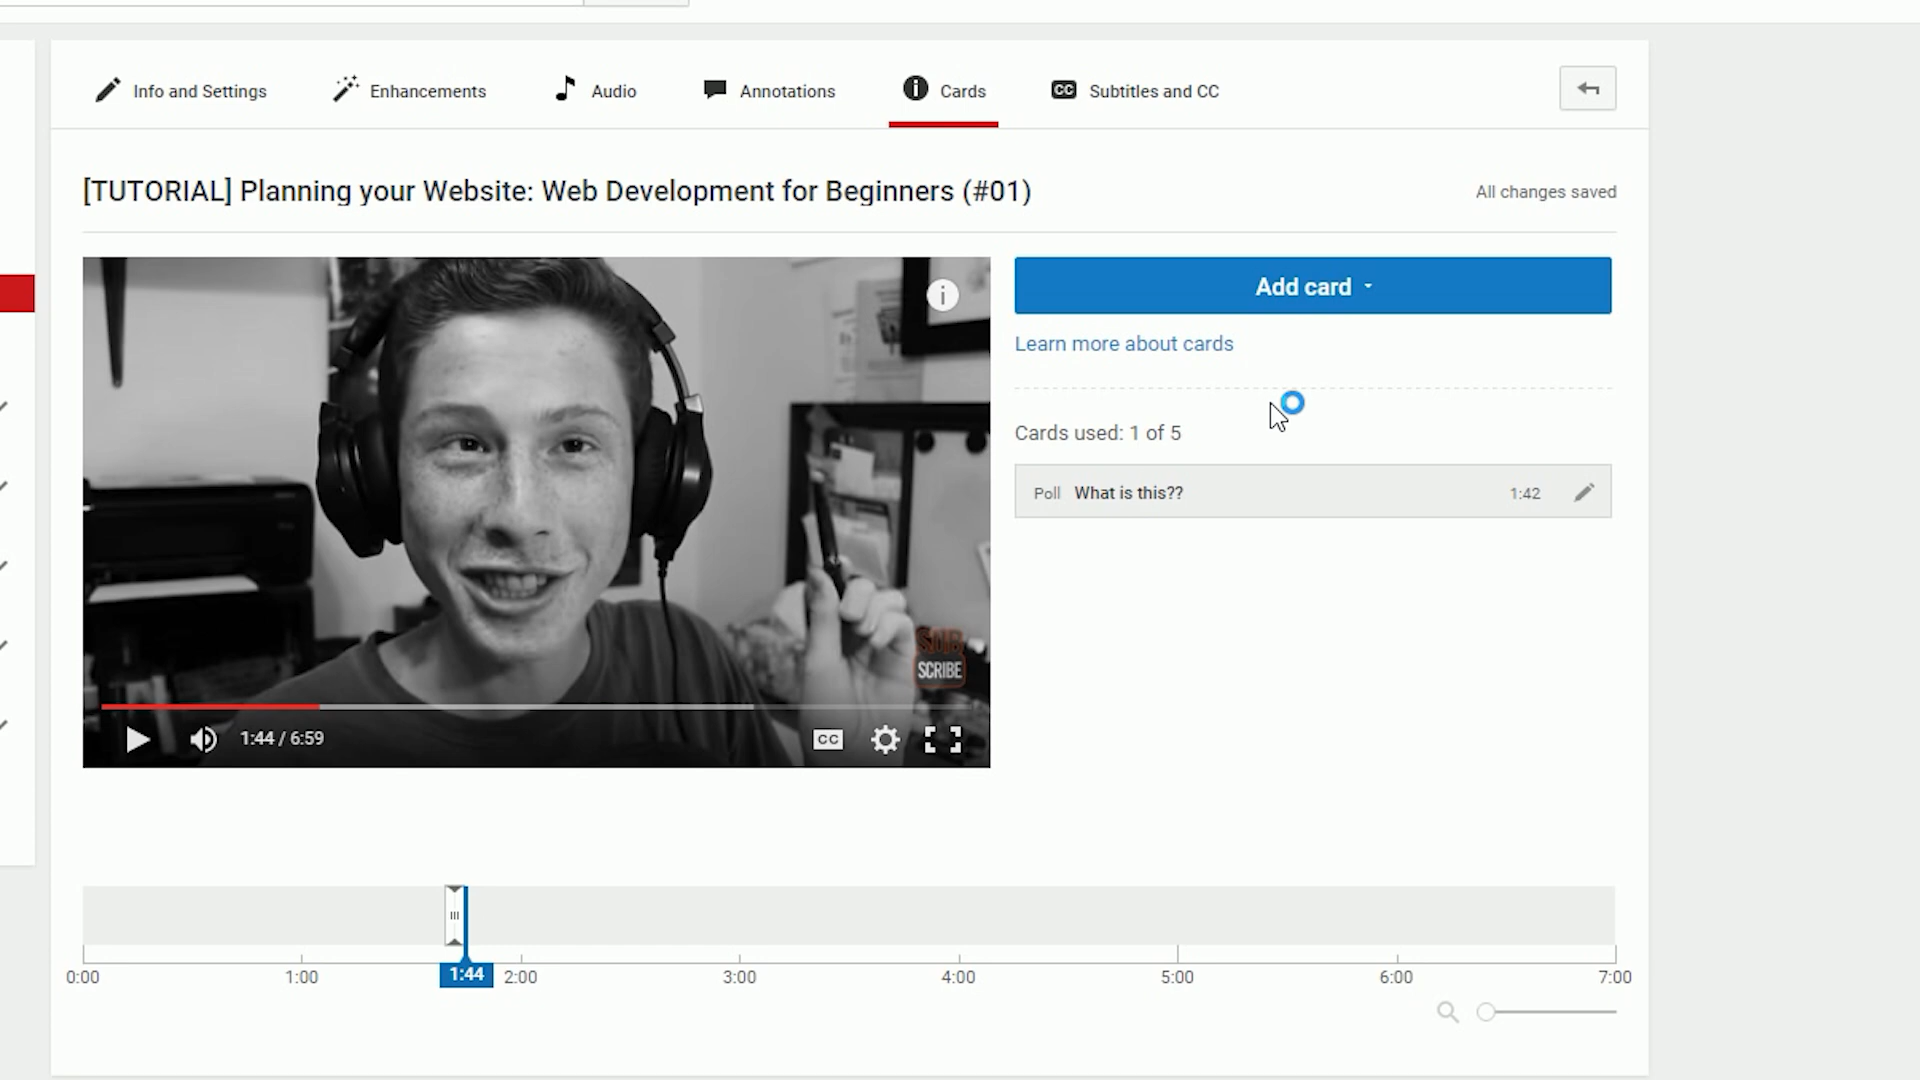 Info and Settings
Enhancements
Audio
Annotations
Cards
CC Subtitles and CC
[TUTORIAL] Planning your Website: Web Development for Beginners (#01)
All changes saved
Add card
Learn more about cards
Cards used: 1 of 5
Poll What is this?? 1:42
SUB
SCRIBE
1:44 / 6:59
CC
1:44
0:00 1:00 2:00 3:00 4:00 5:00 6:00 7:00